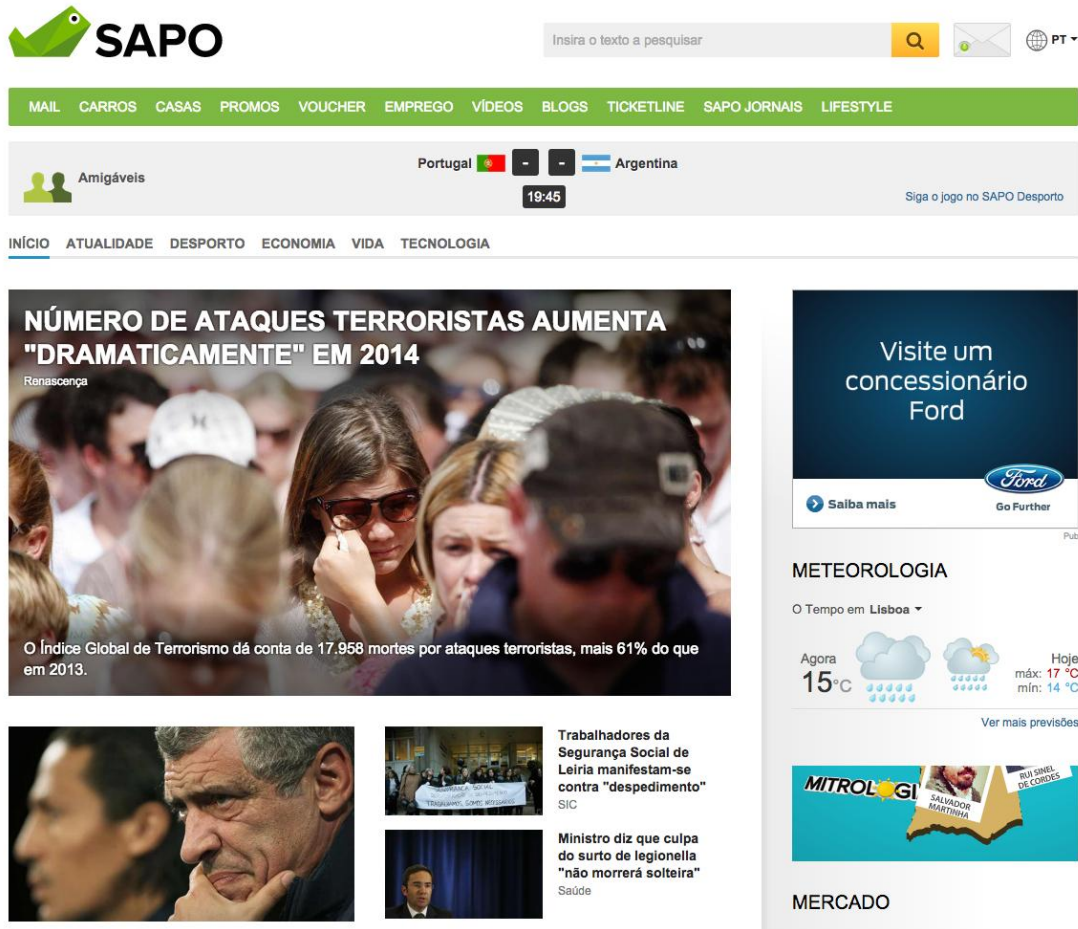 SAPO
Insira o texto a pesquisar
PT
MAIL CARROS CASAS PROMOS VOUCHER EMPREGO VÍDEOS BLOGS TICKETLINE SAPO JORNAIS LIFESTYLE
Amigáveis
Portugal - - Argentina
19:45
Siga o jogo no SAPO Desporto
INÍCIO ATUALIDADE DESPORTO ECONOMIA VIDA TECNOLOGIA
NÚMERO DE ATAQUES TERRORISTAS AUMENTA
"DRAMATICAMENTE" EM 2014
Renascença
O Índice Global de Terrorismo dá conta de 17.958 mortes por ataques terroristas, mais 61% do que
em 2013.
Trabalhadores da
Segurança Social de
Leiria manifestam-se
contra "despedimento"
SIC
Ministro diz que culpa
do surto de legionella
"não morrerá solteira"
Saúde
Visite um
concessionário
Ford
Saiba mais
Ford
Go Further
Pub
METEOROLOGIA
O Tempo em Lisboa
Agora
15°C
Hoje
máx: 17 °C
mín: 14 °C
Ver mais previsões
MITROLOGI
SALVADOR
MARTINHA
RUI SINEL
DE CORDES
MERCADO